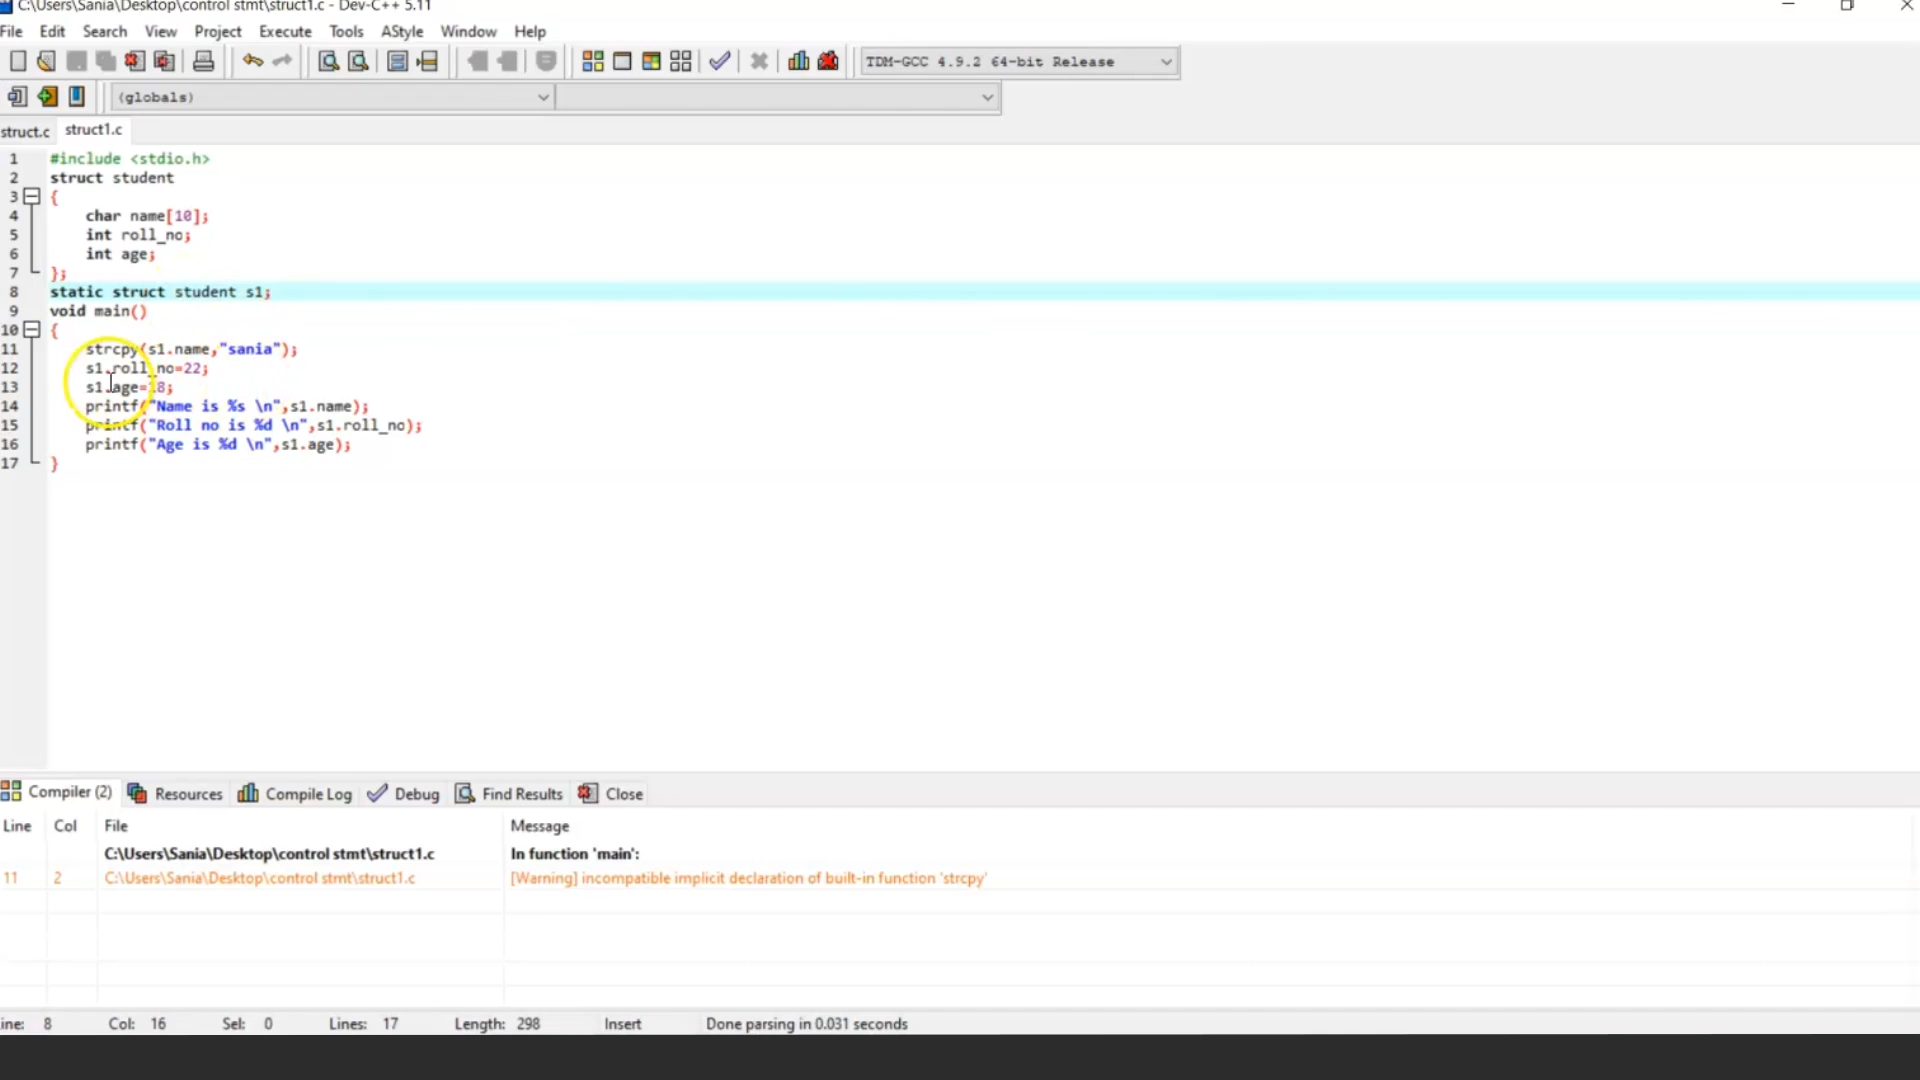 C:\Users\Sania\Desktop\control stmt\struct1.c - Dev-C++ 5.11
File Edit Search View Project Execute Tools AStyle Window Help
TDM-GCC 4.9.2 64-bit Release
(globals)
struct.c struct1.c
1 #include <stdio.h>
2 struct student
3 {
4 char name[10];
5 int roll_no;
6 int age;
7 };
8 static struct student s1;
9 void main()
10 {
11 strcpy(s1.name,"sania");
12 s1.roll_no=22;
13 s1.age=18;
14 printf("Name is %s \n",s1.name);
15 printf("Roll no is %d \n",s1.roll_no);
16 printf("Age is %d \n",s1.age);
17 }
Compiler (2) Resources Compile Log Debug Find Results Close
Line Col File Message
C:\Users\Sania\Desktop\control stmt\struct1.c In function 'main':
11 2 C:\Users\Sania\Desktop\control stmt\struct1.c [Warning] incompatible implicit declaration of built-in function 'strcpy'
ine: 8 Col: 16 Sel: 0 Lines: 17 Length: 298 Insert Done parsing in 0.031 seconds